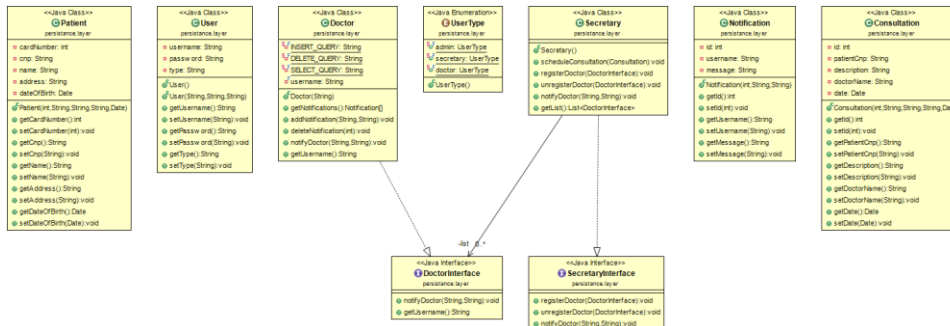 <<Java Class>>
Patient
persistance.layer
cardNumber: int
cnp: String
name: String
address: String
dateOfBirth: Date
Patient(int,String,String,String,Date)
getCardNumber():int
setCardNumber(int):void
getCnp():String
setCnp(String):void
getName():String
setName(String):void
getAddress():String
setAddress(String):void
getDateOfBirth():Date
setDateOfBirth(Date):void
<<Java Class>>
User
persistance.layer
username: String
password: String
type: String
User()
User(String,String,String)
getUsername():String
setUsername(String):void
getPassword():String
setPassword(String):void
getType():String
setType(String):void
<<Java Class>>
Doctor
persistance.layer
INSERT_QUERY: String
DELETE_QUERY: String
SELECT_QUERY: String
username: String
Doctor(String)
getNotifications():Notification[]
addNotification(String,String):void
deleteNotification(int):void
notifyDoctor(String,String):void
getUsername():String
<<Java Enumeration>>
UserType
persistance.layer
admin: UserType
secretary: UserType
doctor: UserType
UserType()
<<Java Class>>
Secretary
persistance.layer
Secretary()
scheduleConsultation(Consultation):void
registerDoctor(DoctorInterface):void
unregisterDoctor(DoctorInterface):void
notifyDoctor(String,String):void
getList():List<DoctorInterface>
<<Java Class>>
Notification
persistance.layer
id: int
username: String
message: String
Notification(int,String,String)
getId():int
setId(int):void
getUsername():String
setUsername(String):void
getMessage():String
setMessage(String):void
<<Java Class>>
Consultation
persistance.layer
id: int
patientCnp: String
description: String
doctorName: String
date: Date
Consultation(int,String,String,String,Da
getId():int
setId(int):void
getPatientCnp():String
setPatientCnp(String):void
getDescription():String
setDescription(String):void
getDoctorName():String
setDoctorName(String):void
getDate():Date
setDate(Date):void
-list 0..*
<<Java Interface>>
DoctorInterface
persistance.layer
notifyDoctor(String,String):void
getUsername():String
<<Java Interface>>
SecretaryInterface
persistance.layer
registerDoctor(DoctorInterface):void
unregisterDoctor(DoctorInterface):void
notifyDoctor(String,String):void